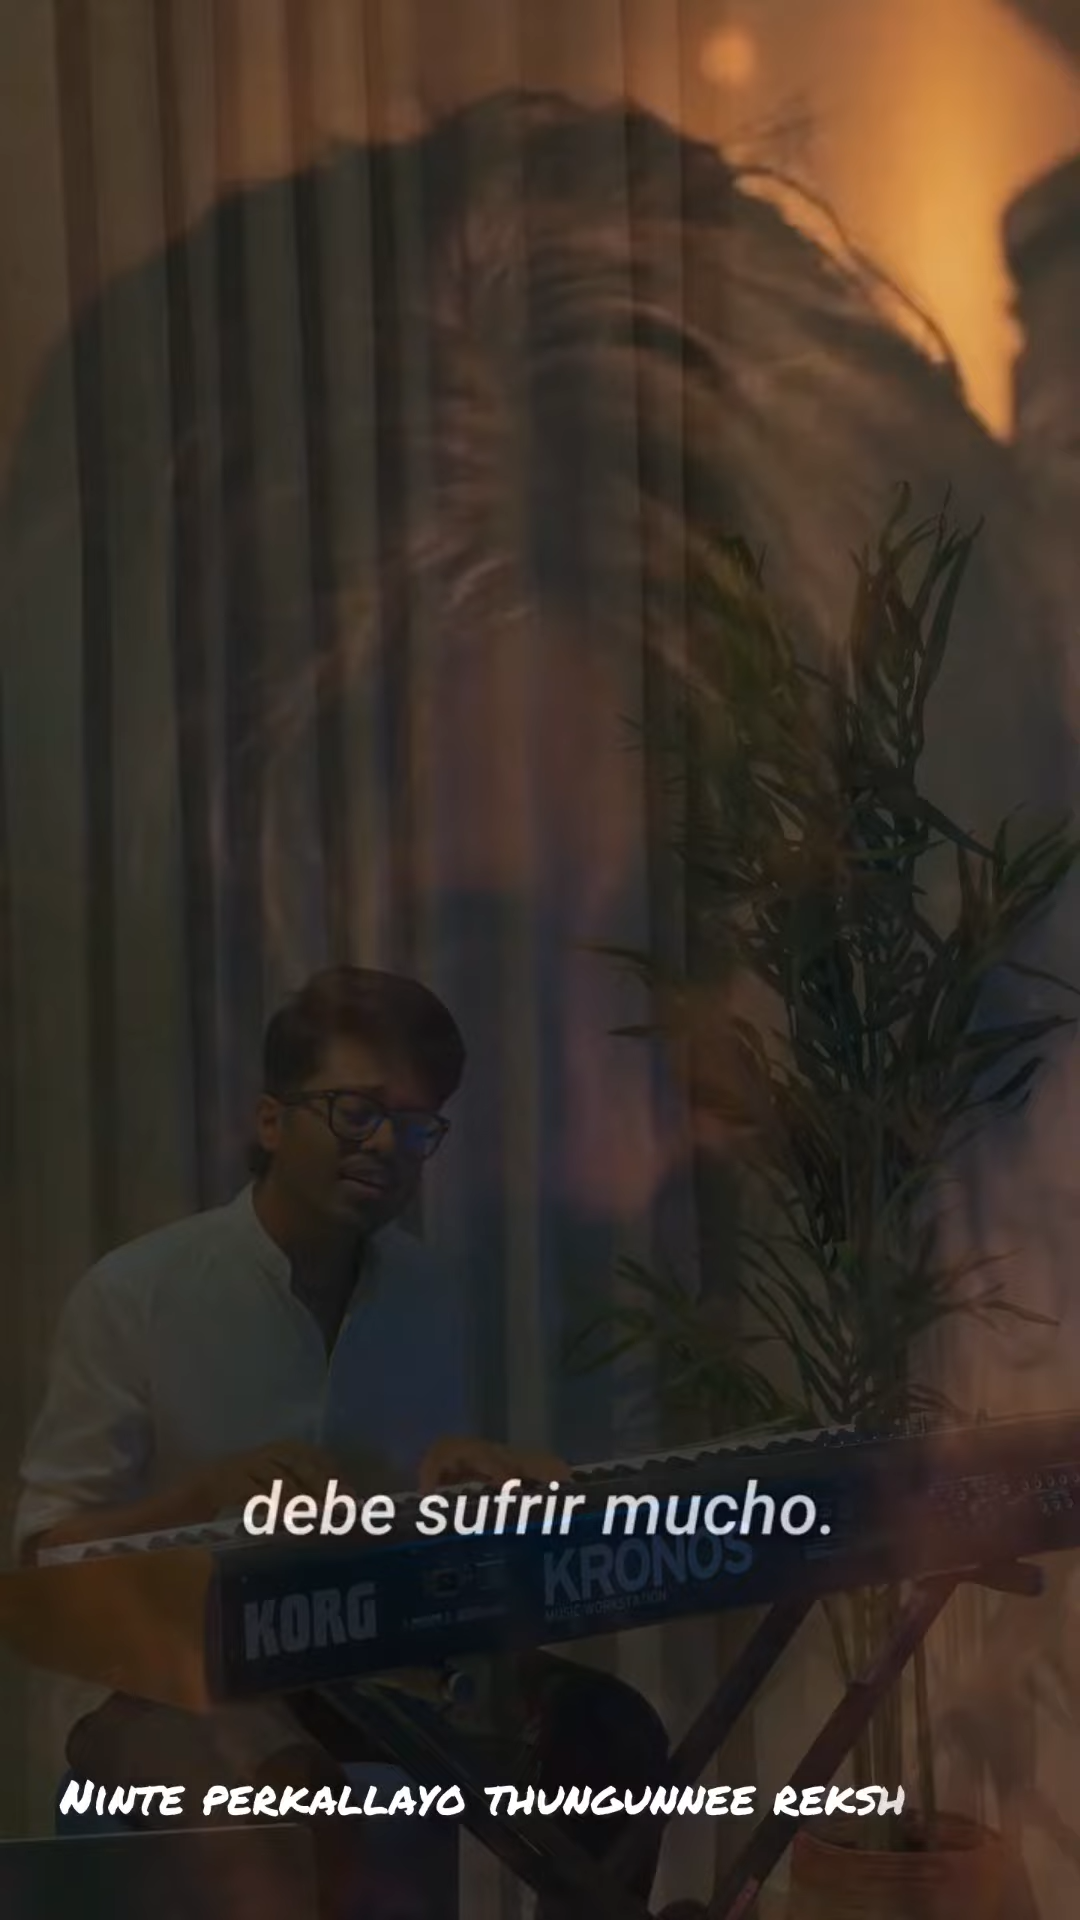 debe sufrir mucho.
KRONOS
MUSIC WORKSTATION
KORG
Ninte perkallayo thungunnee reksh